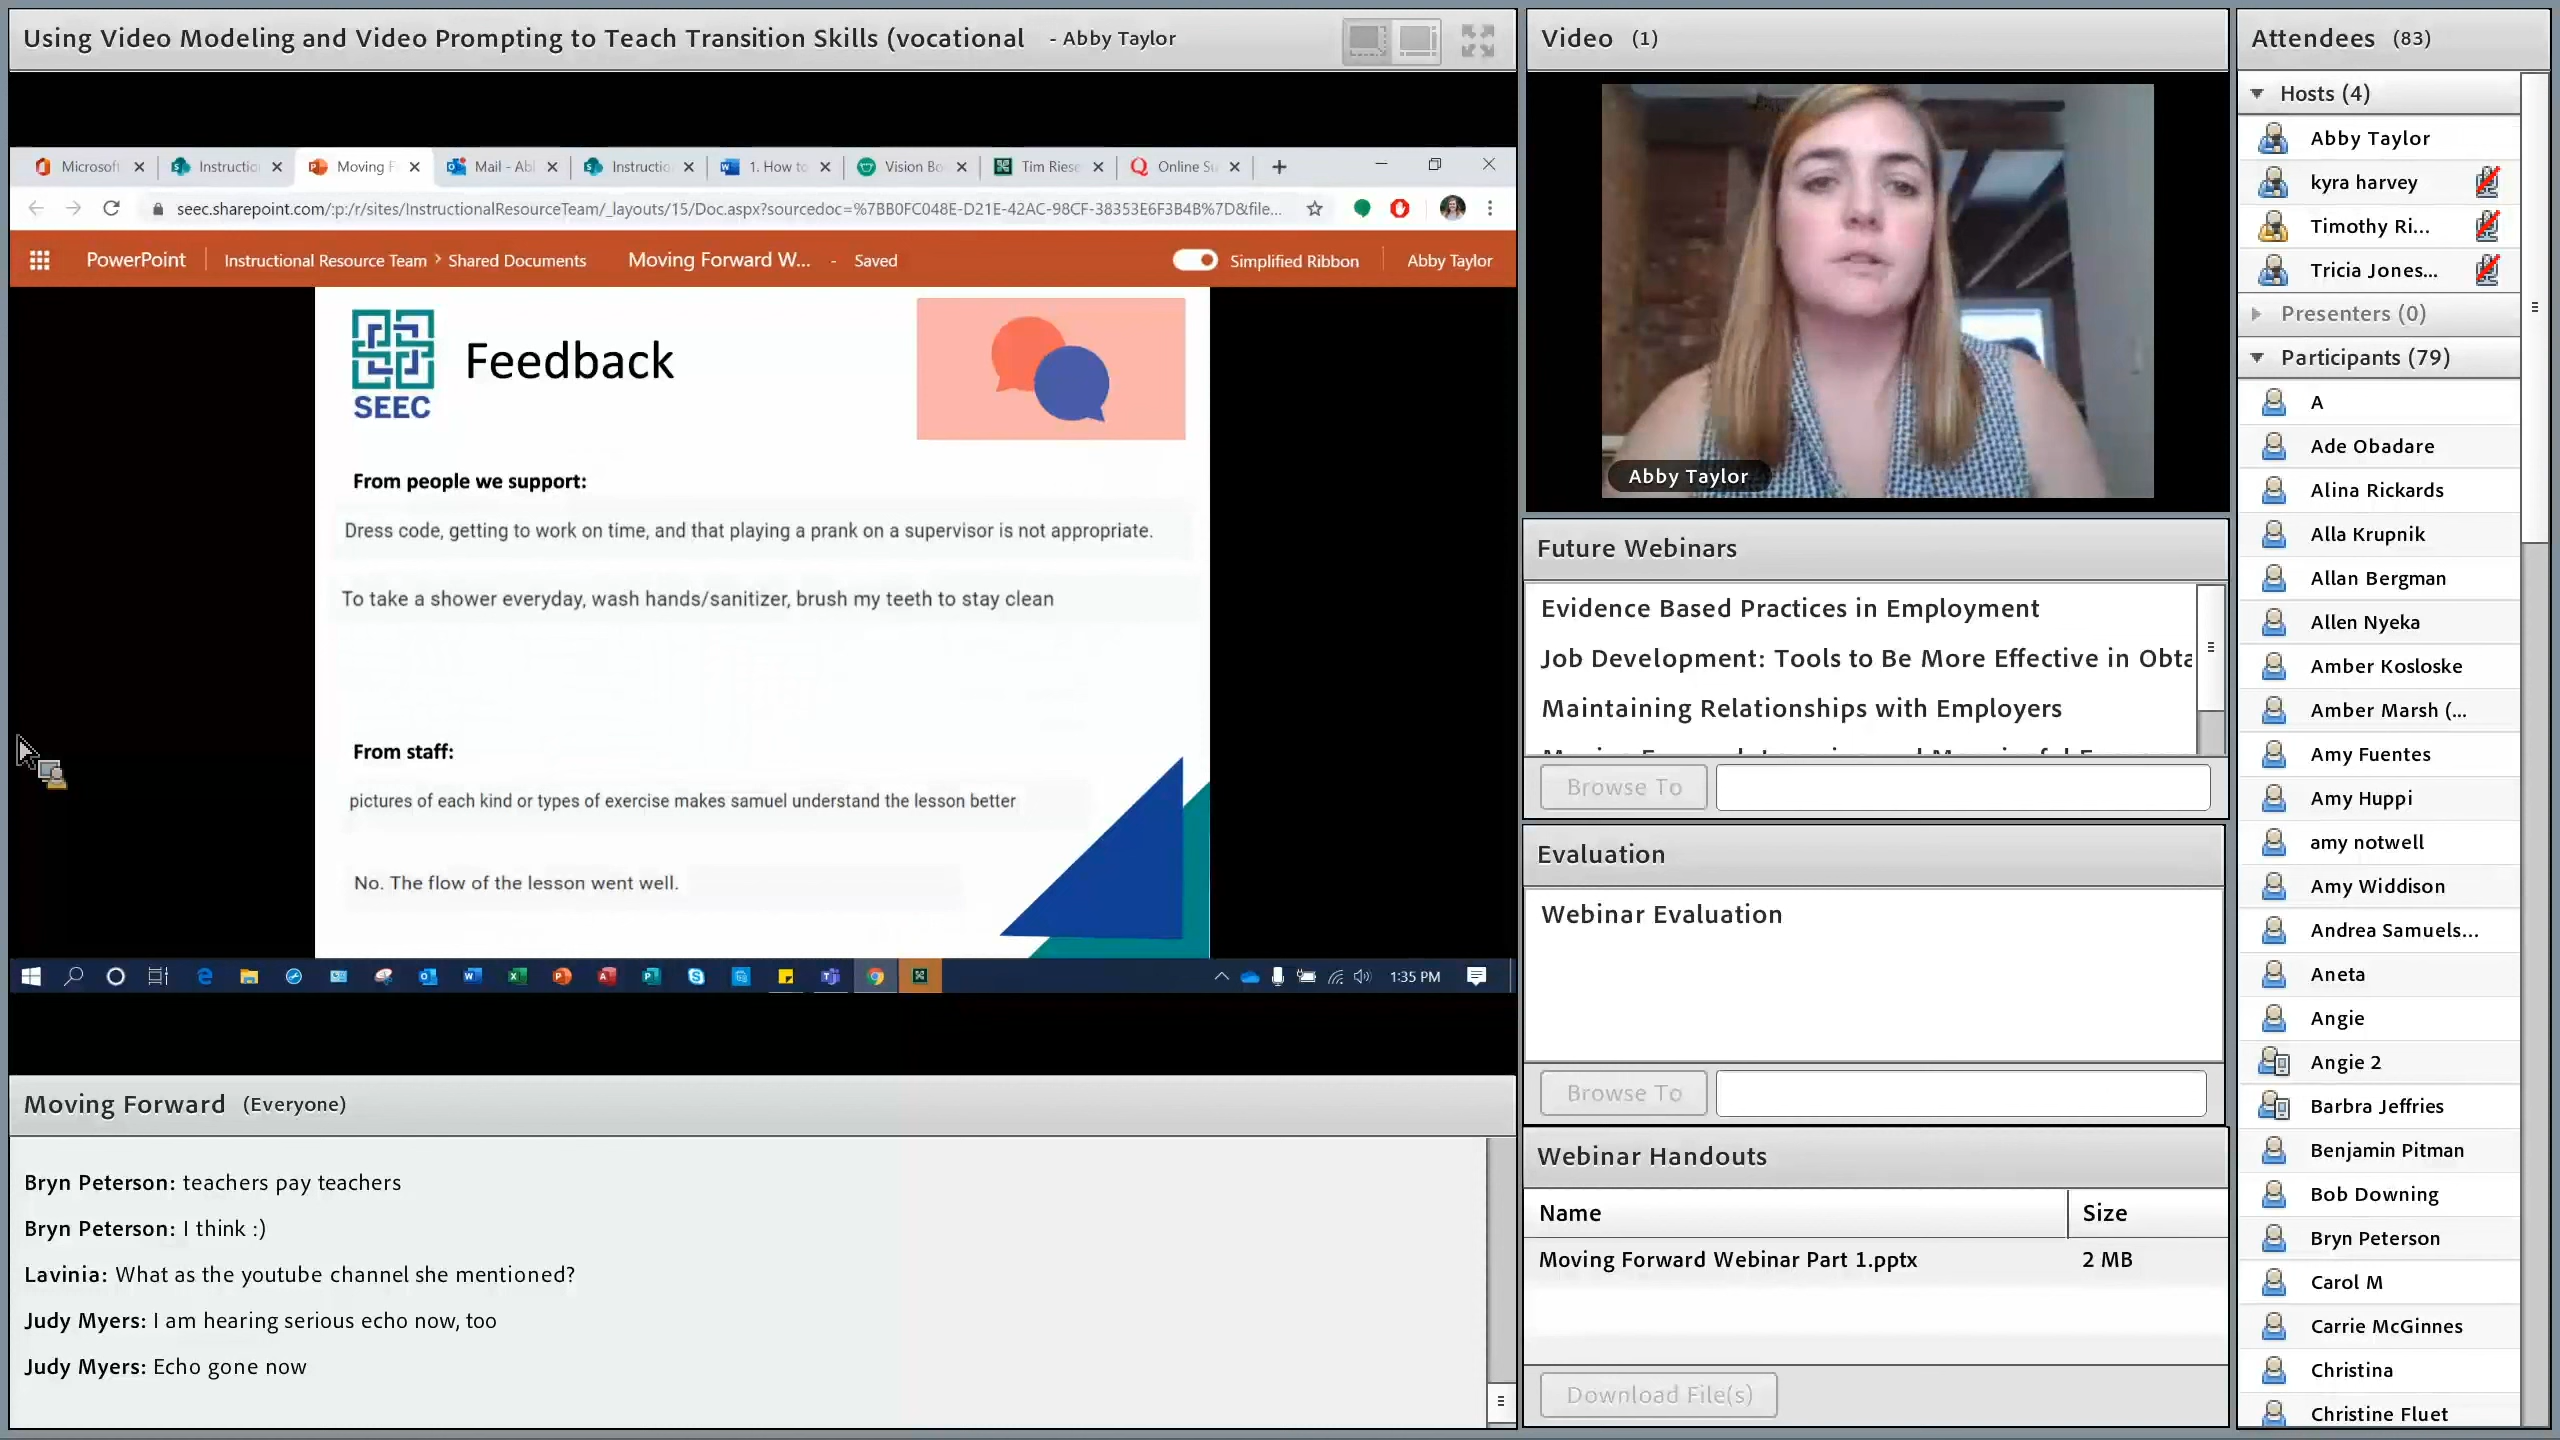 Using Video Modeling and Video Prompting to Teach Transition Skills (vocational - Abby Taylor
Microsoft
Instructio
Moving F
Mail - Ab
Instructio
1. How to
Vision Bo
Tim Riese
Online Su
seec.sharepoint.com/:p:/r/sites/InstructionalResourceTeam/_layouts/15/Doc.aspx?sourcedoc=%7BB0FC048E-D21E-42AC-98CF-38353E6F3B4B%7D&file...
PowerPoint
Instructional Resource Team > Shared Documents
Moving Forward W... - Saved
Simplified Ribbon
Abby Taylor
SEEC
Feedback
From people we support:
Dress code, getting to work on time, and that playing a prank on a supervisor is not appropriate.
To take a shower everyday, wash hands/sanitizer, brush my teeth to stay clean
From staff:
pictures of each kind or types of exercise makes samuel understand the lesson better
No. The flow of the lesson went well.
1:35 PM
Moving Forward (Everyone)
Bryn Peterson: teachers pay teachers
Bryn Peterson: I think :)
Lavinia: What as the youtube channel she mentioned?
Judy Myers: I am hearing serious echo now, too
Judy Myers: Echo gone now
Video (1)
Abby Taylor
Future Webinars
Evidence Based Practices in Employment
Job Development: Tools to Be More Effective in Obta
Maintaining Relationships with Employers
Browse To
Evaluation
Webinar Evaluation
Browse To
Webinar Handouts
Name Size
Moving Forward Webinar Part 1.pptx 2 MB
Download File(s)
Attendees (83)
Hosts (4)
Abby Taylor
kyra harvey
Timothy Ri...
Tricia Jones...
Presenters (0)
Participants (79)
A
Ade Obadare
Alina Rickards
Alla Krupnik
Allan Bergman
Allen Nyeka
Amber Kosloske
Amber Marsh (...
Amy Fuentes
Amy Huppi
amy notwell
Amy Widdison
Andrea Samuels...
Aneta
Angie
Angie 2
Barbra Jeffries
Benjamin Pitman
Bob Downing
Bryn Peterson
Carol M
Carrie McGinnes
Christina
Christine Fluet